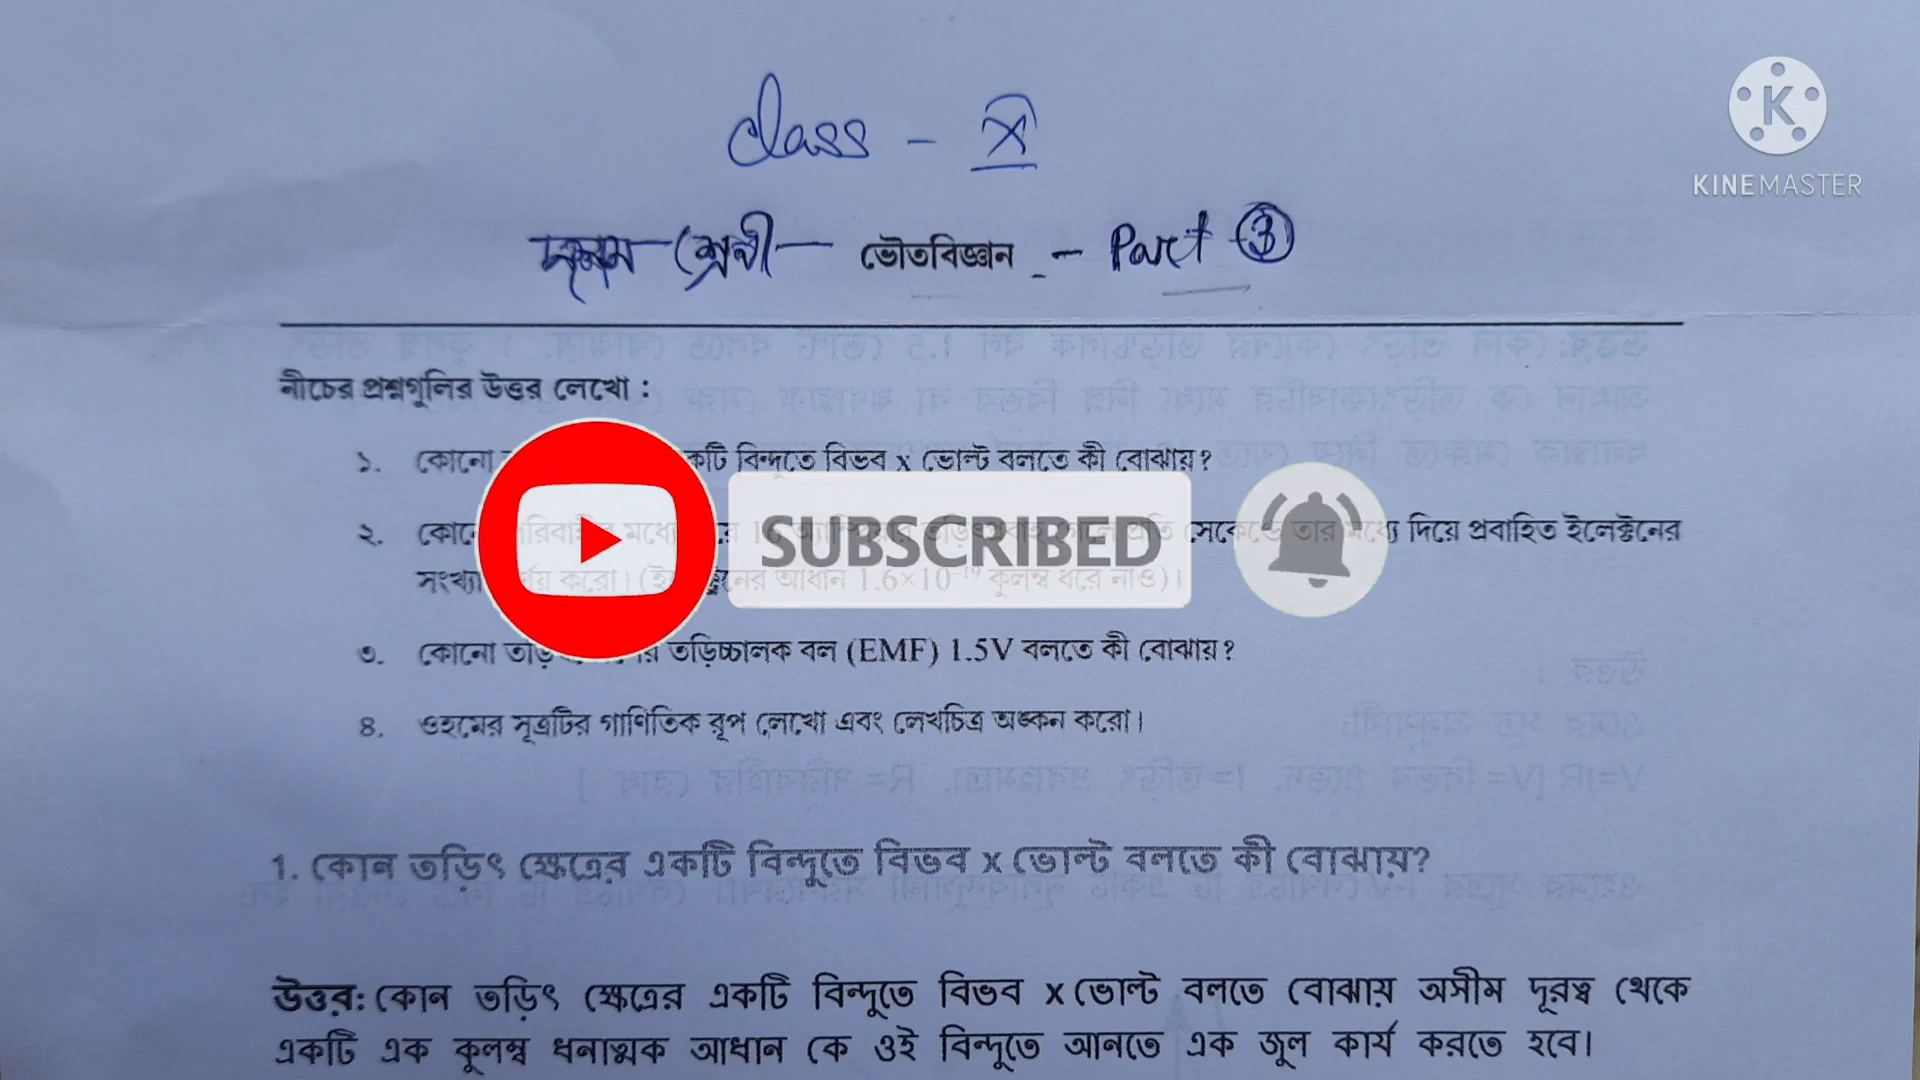 Class - X
KINEMASTER
দশম শ্রেণী - ভৌতবিজ্ঞান - Part ③
নীচের প্রশ্নগুলির উত্তর লেখো :
১. কোনো একটি বিন্দুতে বিভব x ভোল্ট বলতে কী বোঝায়?
২. মধ্যে দিয়ে প্রবাহিত ইলেক্ট্রনের
সংখ্যা করো। আধান 1.6×10⁻¹⁹ কুলম্ব ধরে নাও)।
SUBSCRIBED
৩. কোনো তড়িচ্চালক বল (EMF) 1.5V বলতে কী বোঝায়?
৪. ওহমের সূত্রটির গাণিতিক রূপ লেখো এবং লেখচিত্র অঙ্কন করো।
1. কোন তড়িৎ ক্ষেত্রের একটি বিন্দুতে বিভব x ভোল্ট বলতে কী বোঝায়?
উত্তর: কোন তড়িৎ ক্ষেত্রের একটি বিন্দুতে বিভব x ভোল্ট বলতে বোঝায় অসীম দূরত্ব থেকে
একটি এক কুলম্ব ধনাত্মক আধান কে ওই বিন্দুতে আনতে এক জুল কার্য করতে হবে।